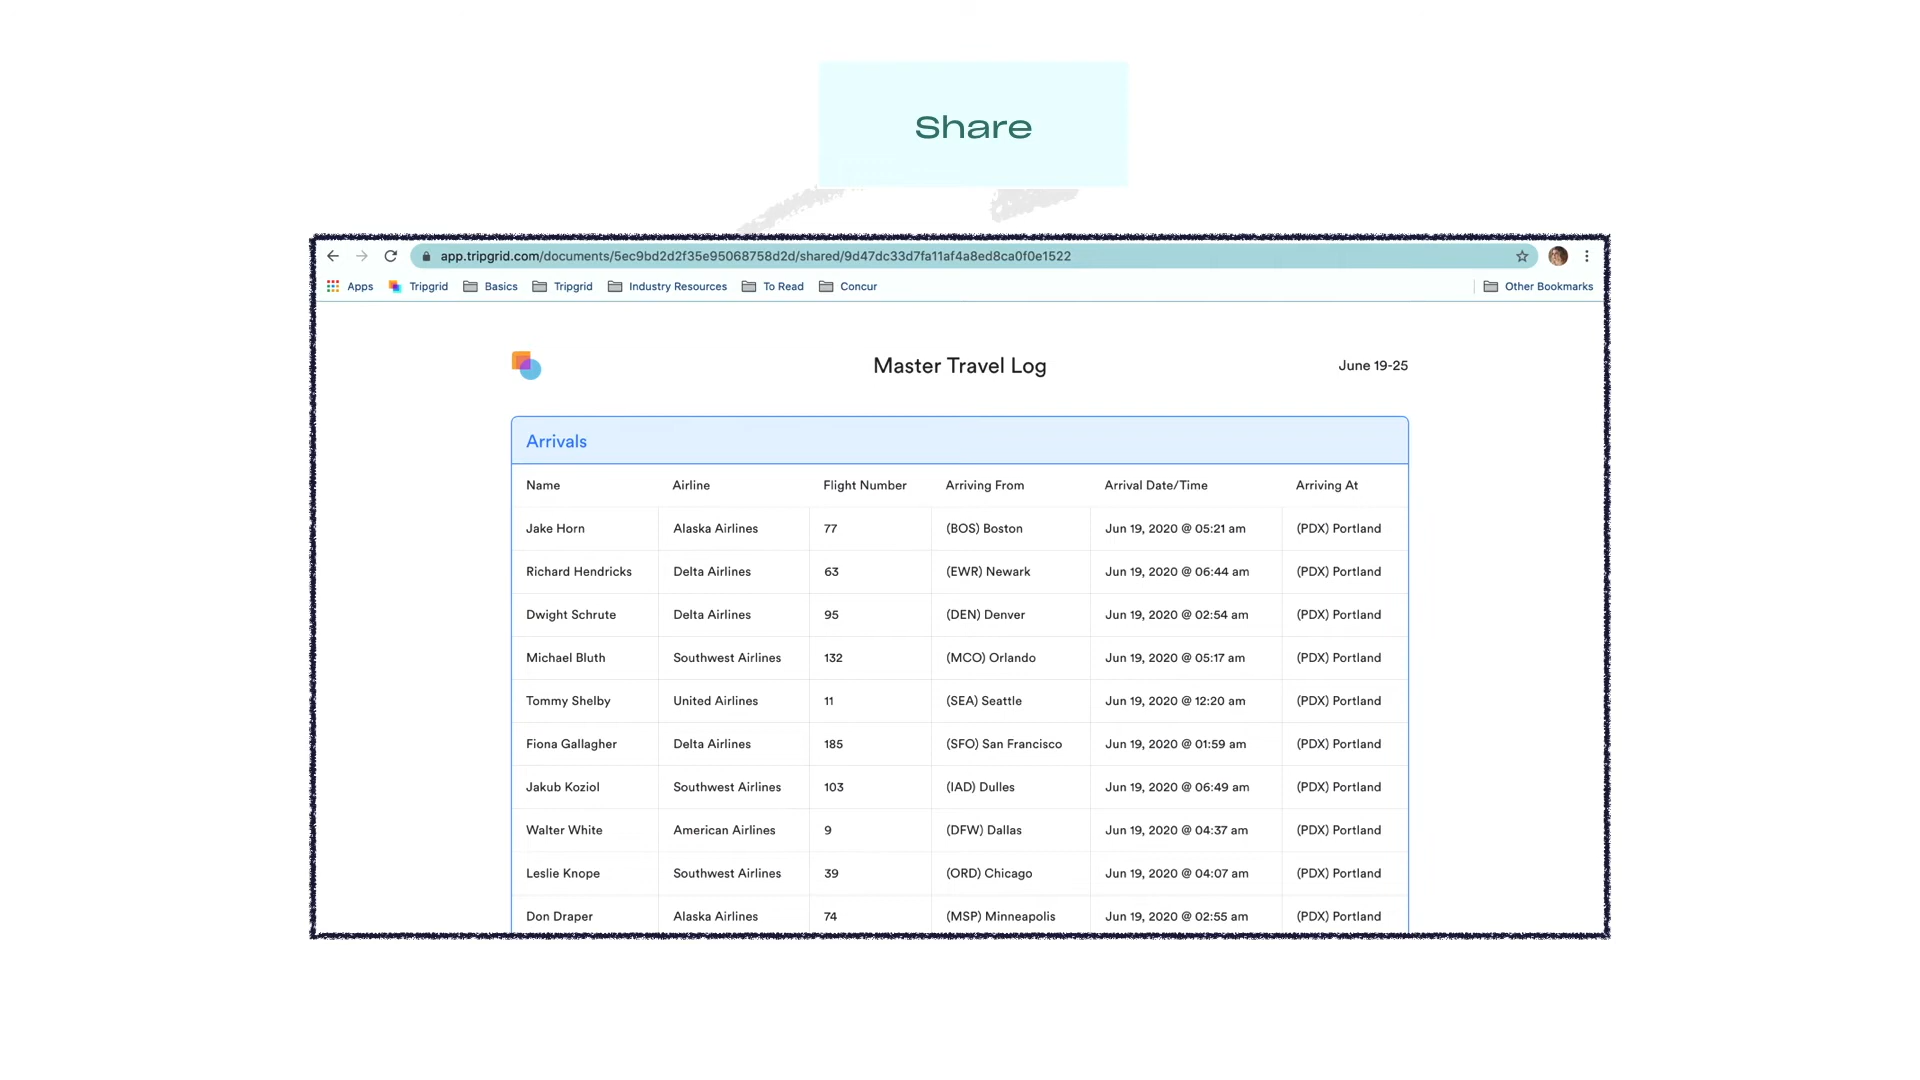 Share
app.tripgrid.com/documents/5ec9bd2d2f35e95068758d2d/shared/9d47dc33d7fa11af4a8ed8ca0f0e1522
Apps Tripgrid Basics Tripgrid Industry Resources To Read Concur Other Bookmarks
Master Travel Log June 19-25
Arrivals
Name Airline Flight Number Arriving From Arrival Date/Time Arriving At
Jake Horn Alaska Airlines 77 (BOS) Boston Jun 19, 2020 @ 05:21 am (PDX) Portland
Richard Hendricks Delta Airlines 63 (EWR) Newark Jun 19, 2020 @ 06:44 am (PDX) Portland
Dwight Schrute Delta Airlines 95 (DEN) Denver Jun 19, 2020 @ 02:54 am (PDX) Portland
Michael Bluth Southwest Airlines 132 (MCO) Orlando Jun 19, 2020 @ 05:17 am (PDX) Portland
Tommy Shelby United Airlines 11 (SEA) Seattle Jun 19, 2020 @ 12:20 am (PDX) Portland
Fiona Gallagher Delta Airlines 185 (SFO) San Francisco Jun 19, 2020 @ 01:59 am (PDX) Portland
Jakub Koziol Southwest Airlines 103 (IAD) Dulles Jun 19, 2020 @ 06:49 am (PDX) Portland
Walter White American Airlines 9 (DFW) Dallas Jun 19, 2020 @ 04:37 am (PDX) Portland
Leslie Knope Southwest Airlines 39 (ORD) Chicago Jun 19, 2020 @ 04:07 am (PDX) Portland
Don Draper Alaska Airlines 74 (MSP) Minneapolis Jun 19, 2020 @ 02:55 am (PDX) Portland